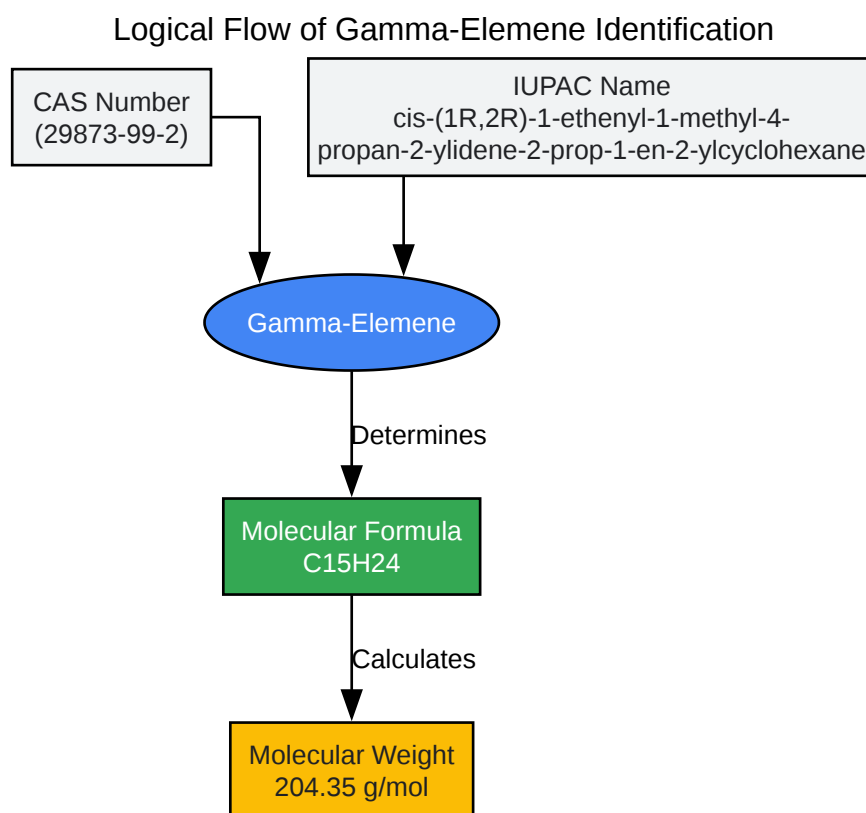 Logical Flow of Gamma-Elemene Identification
CAS Number
(29873-99-2)
IUPAC Name
cis-(1R,2R)-1-ethenyl-1-methyl-4-
propan-2-ylidene-2-prop-1-en-2-ylcyclohexane
Gamma-Elemene
Determines
Molecular Formula
C15H24
Calculates
Molecular Weight
204.35 g/mol